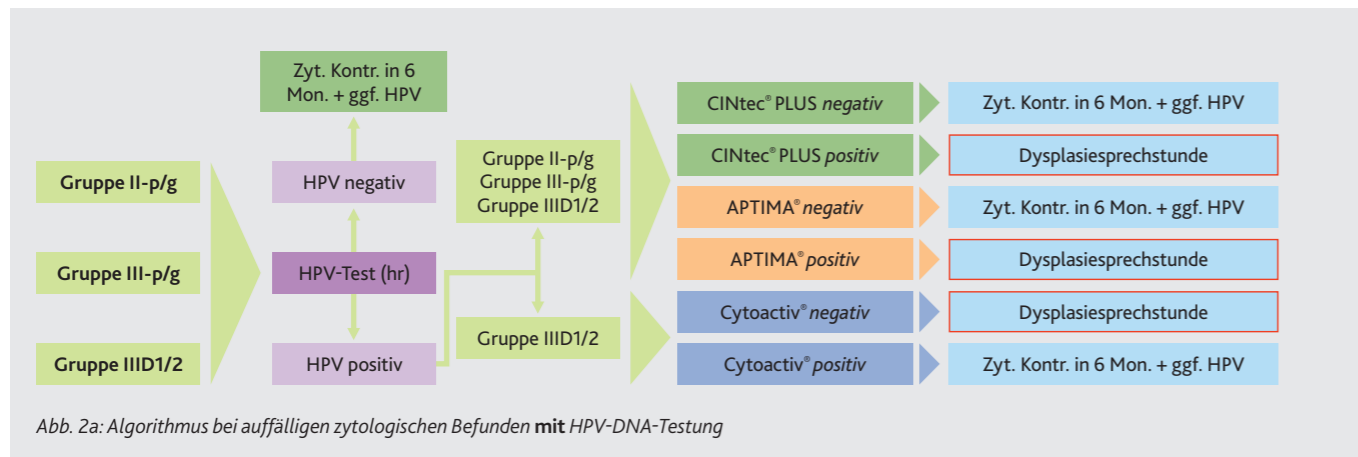 Gruppe II-p/g
Gruppe III-p/g
Gruppe IIID1/2
Zyt. Kontr. in 6
Mon. + ggf. HPV
HPV negativ
HPV-Test (hr)
HPV positiv
Gruppe II-p/g
Gruppe III-p/g
Gruppe IIID1/2
Gruppe IIID1/2
CINtec® PLUS negativ
Zyt. Kontr. in 6 Mon. + ggf. HPV
CINtec® PLUS positiv
Dysplasiesprechstunde
APTIMA® negativ
Zyt. Kontr. in 6 Mon. + ggf. HPV
APTIMA® positiv
Dysplasiesprechstunde
Cytoactiv® negativ
Dysplasiesprechstunde
Cytoactiv® positiv
Zyt. Kontr. in 6 Mon. + ggf. HPV
Abb. 2a: Algorithmus bei auffälligen zytologischen Befunden mit HPV-DNA-Testung